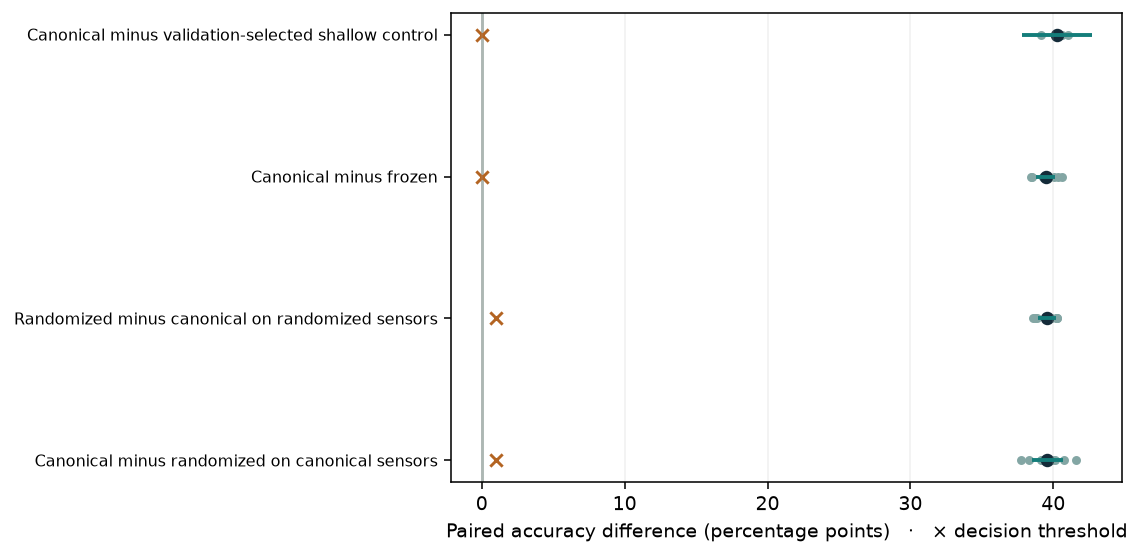 Canonical minus validation-selected shallow control
Canonical minus frozen
Randomized minus canonical on randomized sensors
Canonical minus randomized on canonical sensors
0 10 20 30 40
Paired accuracy difference (percentage points) · × decision threshold